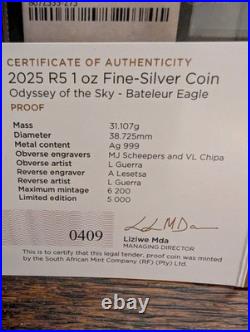 8072333-273
CERTIFICATE OF AUTHENTICITY
2025 R5 1 oz Fine-Silver Coin
Odyssey of the Sky - Bateleur Eagle
PROOF
Mass 31.107g
Diameter 38.725mm
Metal content Ag 999
Obverse engravers MJ Scheepers and VL Chipa
Obverse artist L Guerra
Reverse engraver A Lesetsa
Reverse artist L Guerra
Maximum mintage 6 200
Limited edition 5 000
0409
Liziwe Mda
MANAGING DIRECTOR
This is to certify that this legal tender, proof coin was minted
by the South African Mint Company (RF) (Pty) Ltd.